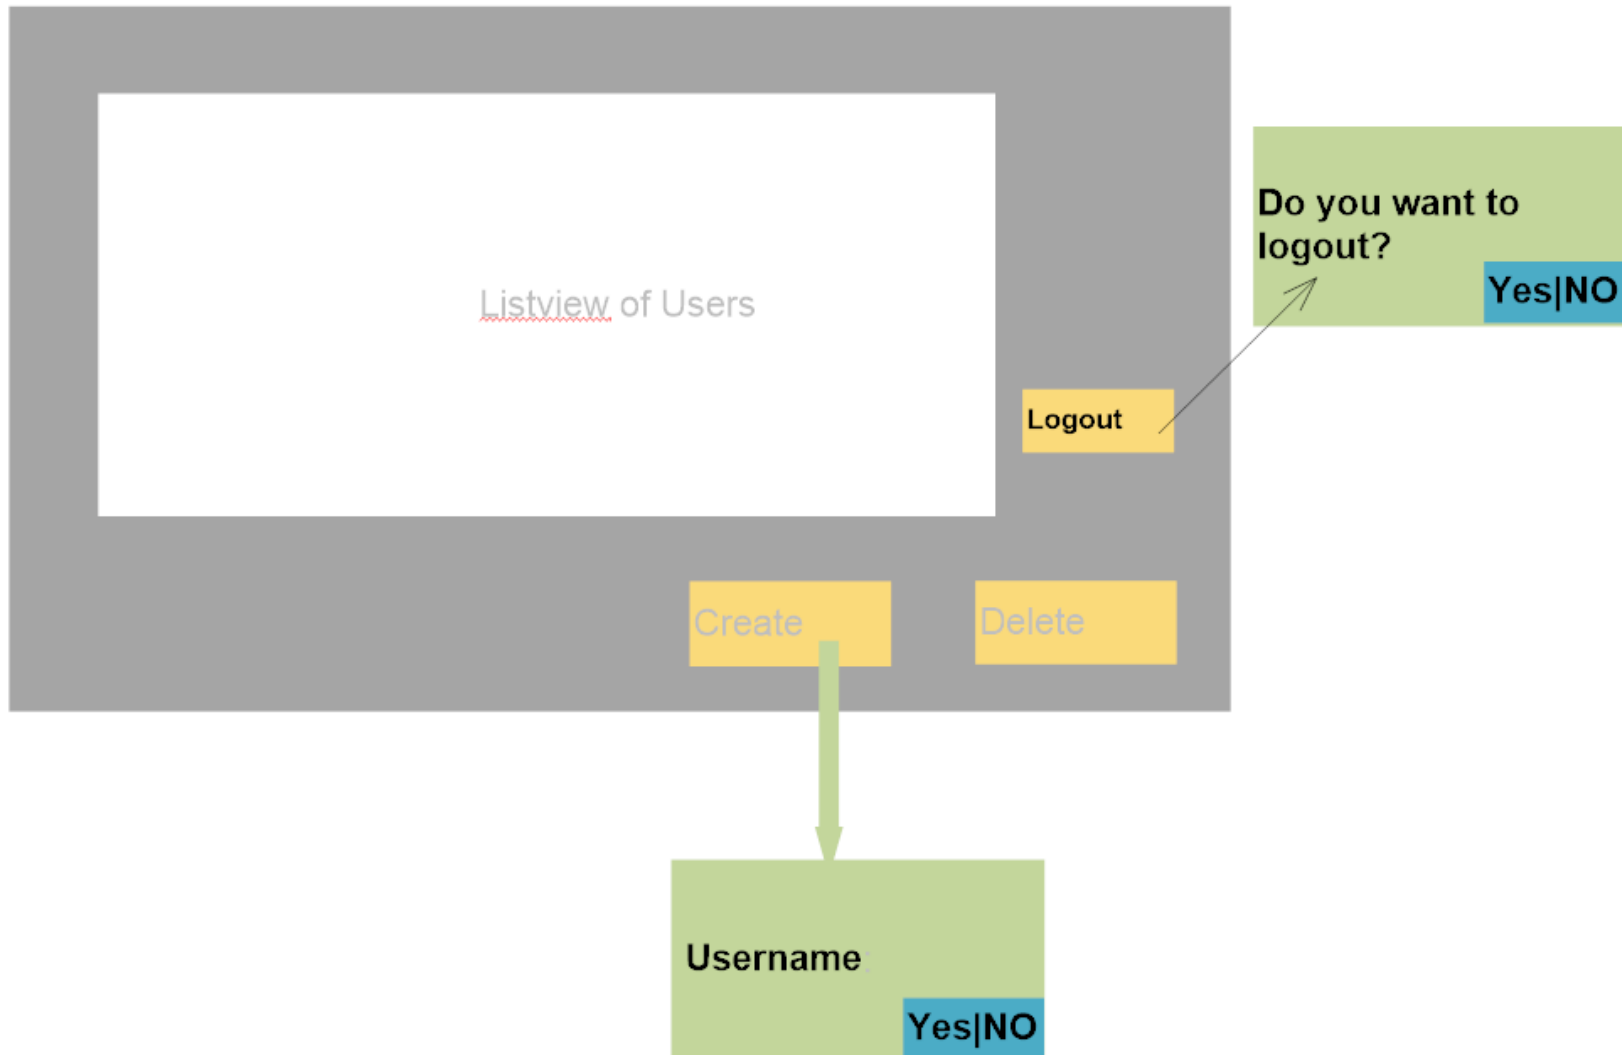 Listview of Users
Do you want to
logout?
Yes|NO
Logout
Create
Delete
Username:
Yes|NO